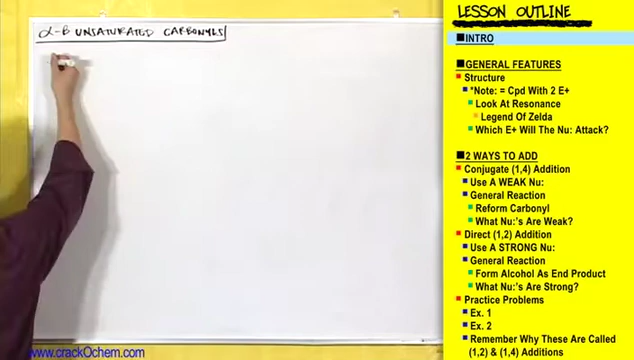 α-β UNSATURATED CARBONYLS
www.crackOchem.com
LESSON OUTLINE
INTRO
GENERAL FEATURES
Structure
*Note: = Cpd With 2 E+
Look At Resonance
Legend Of Zelda
Which E+ Will The Nu: Attack?
2 WAYS TO ADD
Conjugate (1,4) Addition
Use A WEAK Nu:
General Reaction
Reform Carbonyl
What Nu:'s Are Weak?
Direct (1,2) Addition
Use A STRONG Nu:
General Reaction
Form Alcohol As End Product
What Nu:'s Are Strong?
Practice Problems
Ex. 1
Ex. 2
Remember Why These Are Called
(1,2) & (1,4) Additions